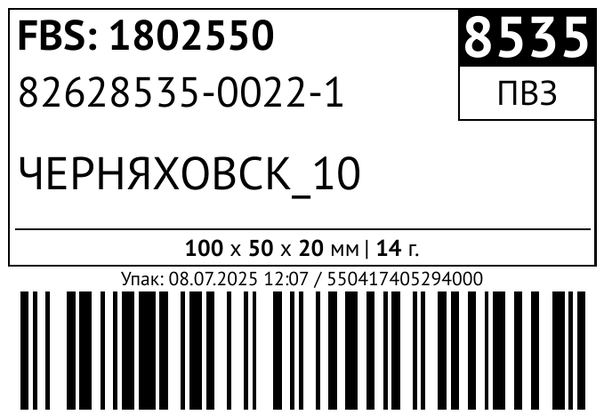 FBS: 1802550
8535
82628535-0022-1
ПВЗ
ЧЕРНЯХОВСК_10
100 x 50 x 20 мм | 14 г.
Упак: 08.07.2025 12:07 / 550417405294000